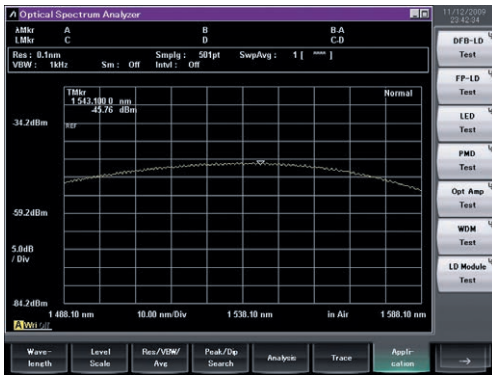 Optical Spectrum Analyzer
11/12/2009
23:42:04
λMkr A B B-A
LMkr C D C-D
Res : 0.1nm Smplg : 501pt SwpAvg : 1 [ **** ]
VBW : 1kHz Sm : Off Intvl : Off
TMkr
1 543.100 0 nm
-45.76 dBm
Normal
-34.2dBm
REF
-59.2dBm
5.0dB
/ Div
-84.2dBm
1 488.10 nm 10.00 nm/Div 1 538.10 nm in Air 1 588.10 nm
A Wri
DFB-LD
Test
FP-LD
Test
LED
Test
PMD
Test
Opt Amp
Test
WDM
Test
LD Module
Test
Wave-
length
Level
Scale
Res/VBW/
Avg
Peak/Dip
Search
Analysis
Trace
Appli-
cation
→